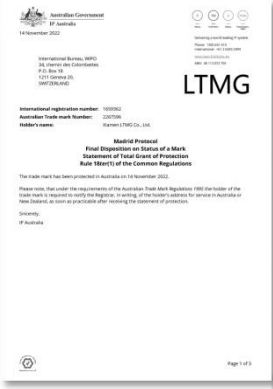 Australian Government
IP Australia
14 November 2022
International Bureau, WIPO
34, chemin des Colombettes
P.O. Box 18
1211 Geneva 20,
SWITZERLAND
LTMG
International registration number:
Australian Trade mark Number:
Holder's name: Xiamen LTMG Co., Ltd.
Madrid Protocol
Final Disposition on Status of a Mark
Statement of Total Grant of Protection
Rule 18ter(1) of the Common Regulations
The trade mark has been protected in Australia on 14 November 2022.
Please note, that under the requirements of the Australian Trade Mark Regulations 1995 the holder of the
trade mark is required to notify the Registrar, in writing, of the holder's address for service in Australia or
New Zealand, as soon as practicable after receiving the statement of protection.
Sincerely,
IP Australia
Page 1 of